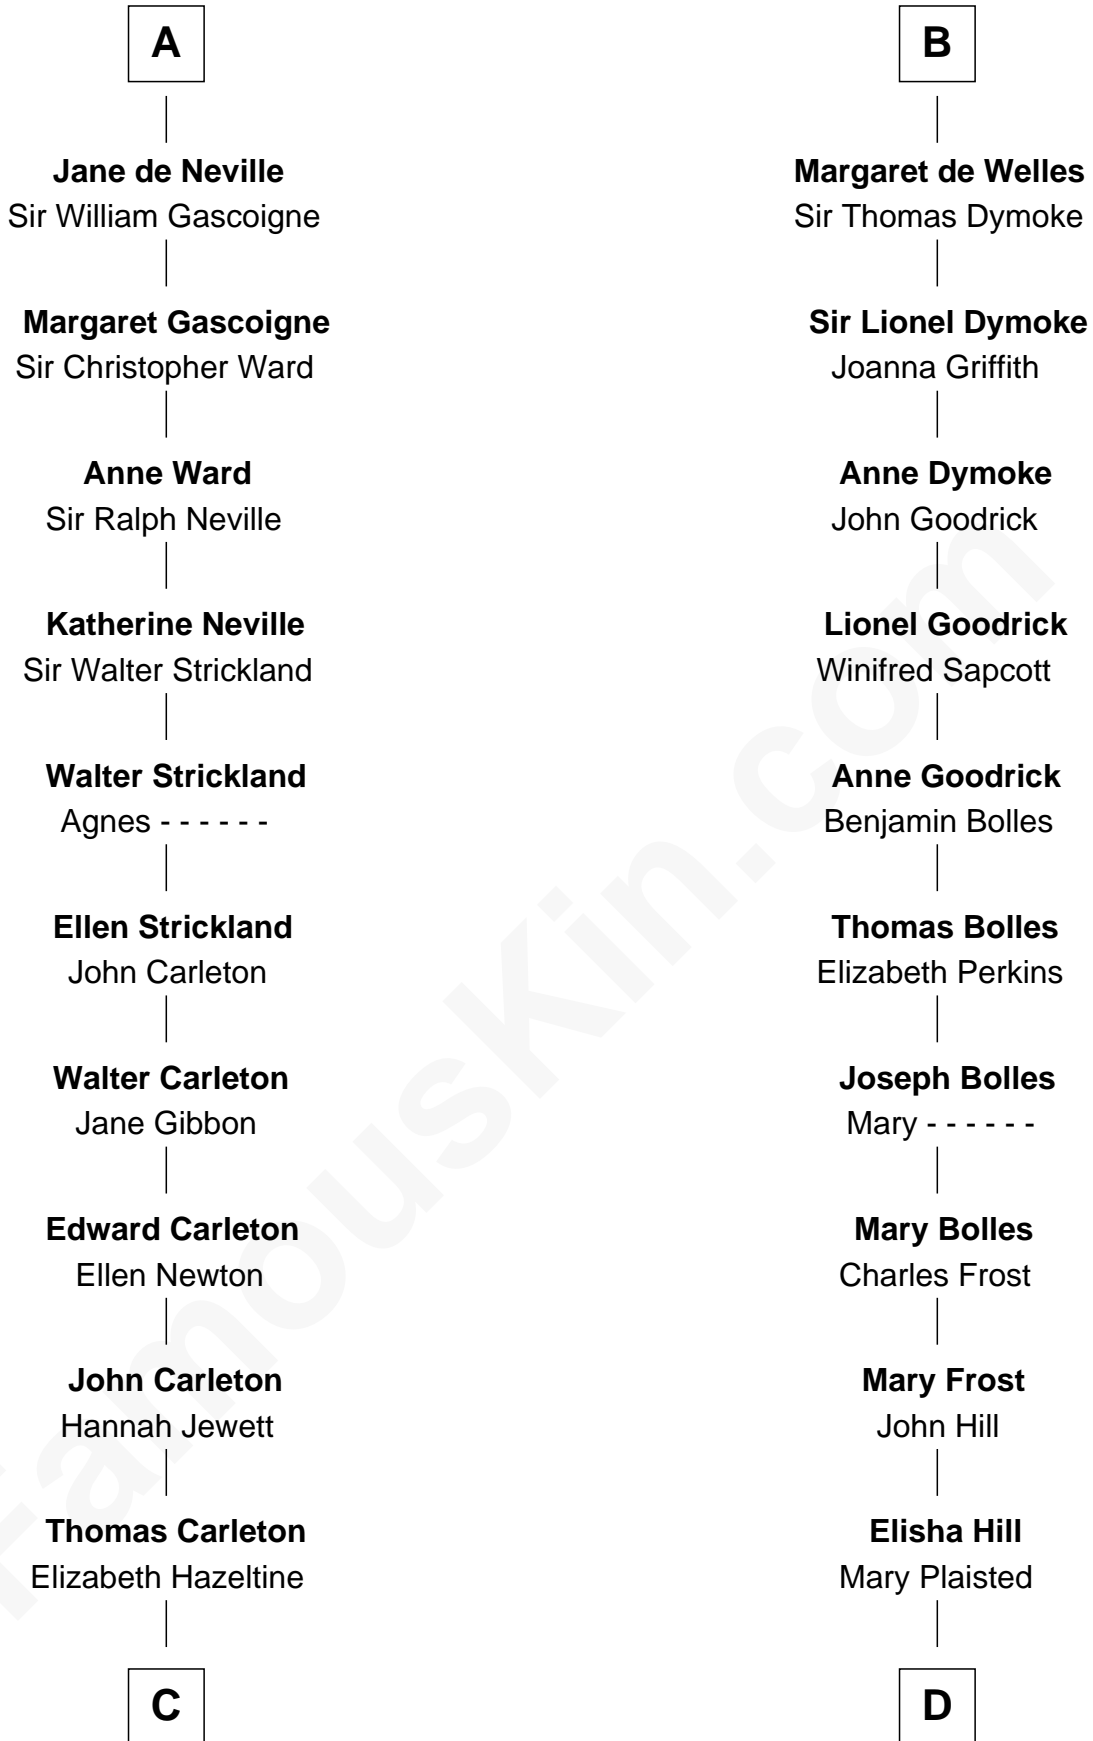 A
Jane de Neville
Sir William Gascoigne
Margaret Gascoigne
Sir Christopher Ward
Anne Ward
Sir Ralph Neville
Katherine Neville
Sir Walter Strickland
Walter Strickland
Agnes - - - - - -
Ellen Strickland
John Carleton
Walter Carleton
Jane Gibbon
Edward Carleton
Ellen Newton
John Carleton
Hannah Jewett
Thomas Carleton
Elizabeth Hazeltine
C
B
Margaret de Welles
Sir Thomas Dymoke
Sir Lionel Dymoke
Joanna Griffith
Anne Dymoke
John Goodrick
Lionel Goodrick
Winifred Sapcott
Anne Goodrick
Benjamin Bolles
Thomas Bolles
Elizabeth Perkins
Joseph Bolles
Mary - - - - - -
Mary Bolles
Charles Frost
Mary Frost
John Hill
Elisha Hill
Mary Plaisted
D
FamousKin.com